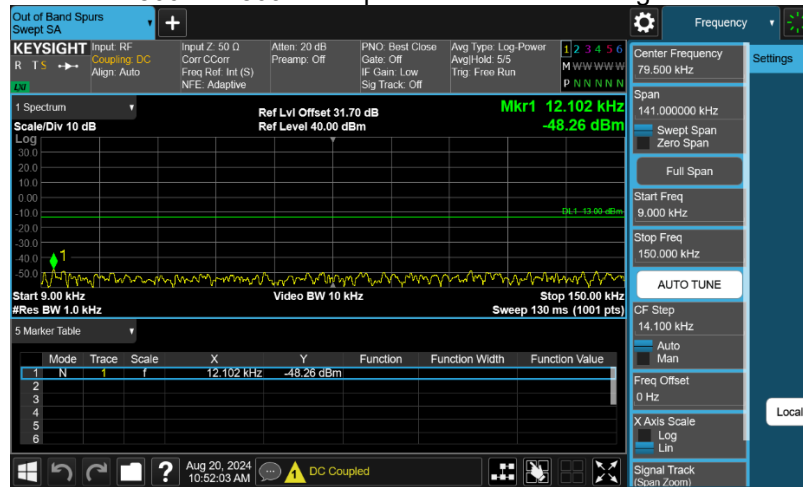 Out of Band Spurs
Swept SA
Frequency
KEYSIGHT
R T S
LXI
Input: RF
Coupling: DC
Align: Auto
Input Z: 50 Ω
Corr CCorr
Freq Ref: Int (S)
NFE: Adaptive
Atten: 20 dB
Preamp: Off
PNO: Best Close
Gate: Off
IF Gain: Low
Sig Track: Off
Avg Type: Log-Power
Avg|Hold: 5/5
Trig: Free Run
1 2 3 4 5 6
M W W W W W
P N N N N N
Center Frequency
79.500 kHz
Settings
Span
141.000000 kHz
Swept Span
Zero Span
Full Span
Start Freq
9.000 kHz
Stop Freq
150.000 kHz
AUTO TUNE
CF Step
14.100 kHz
Auto
Man
Freq Offset
0 Hz
X Axis Scale
Log
Lin
Signal Track
(Span Zoom)
Local
1 Spectrum
Scale/Div 10 dB
Ref Lvl Offset 31.70 dB
Ref Level 40.00 dBm
Mkr1 12.102 kHz
-48.26 dBm
Log
30.0
20.0
10.0
0.00
-10.0
-20.0
-30.0
-40.0
-50.0
DL1 -13.00 dBm
1
Start 9.00 kHz
#Res BW 1.0 kHz
Video BW 10 kHz
Stop 150.00 kHz
Sweep 130 ms (1001 pts)
5 Marker Table
Mode Trace Scale X Y Function Function Width Function Value
1 N 1 f 12.102 kHz -48.26 dBm
2
3
4
5
6
Aug 20, 2024
10:52:03 AM
DC Coupled